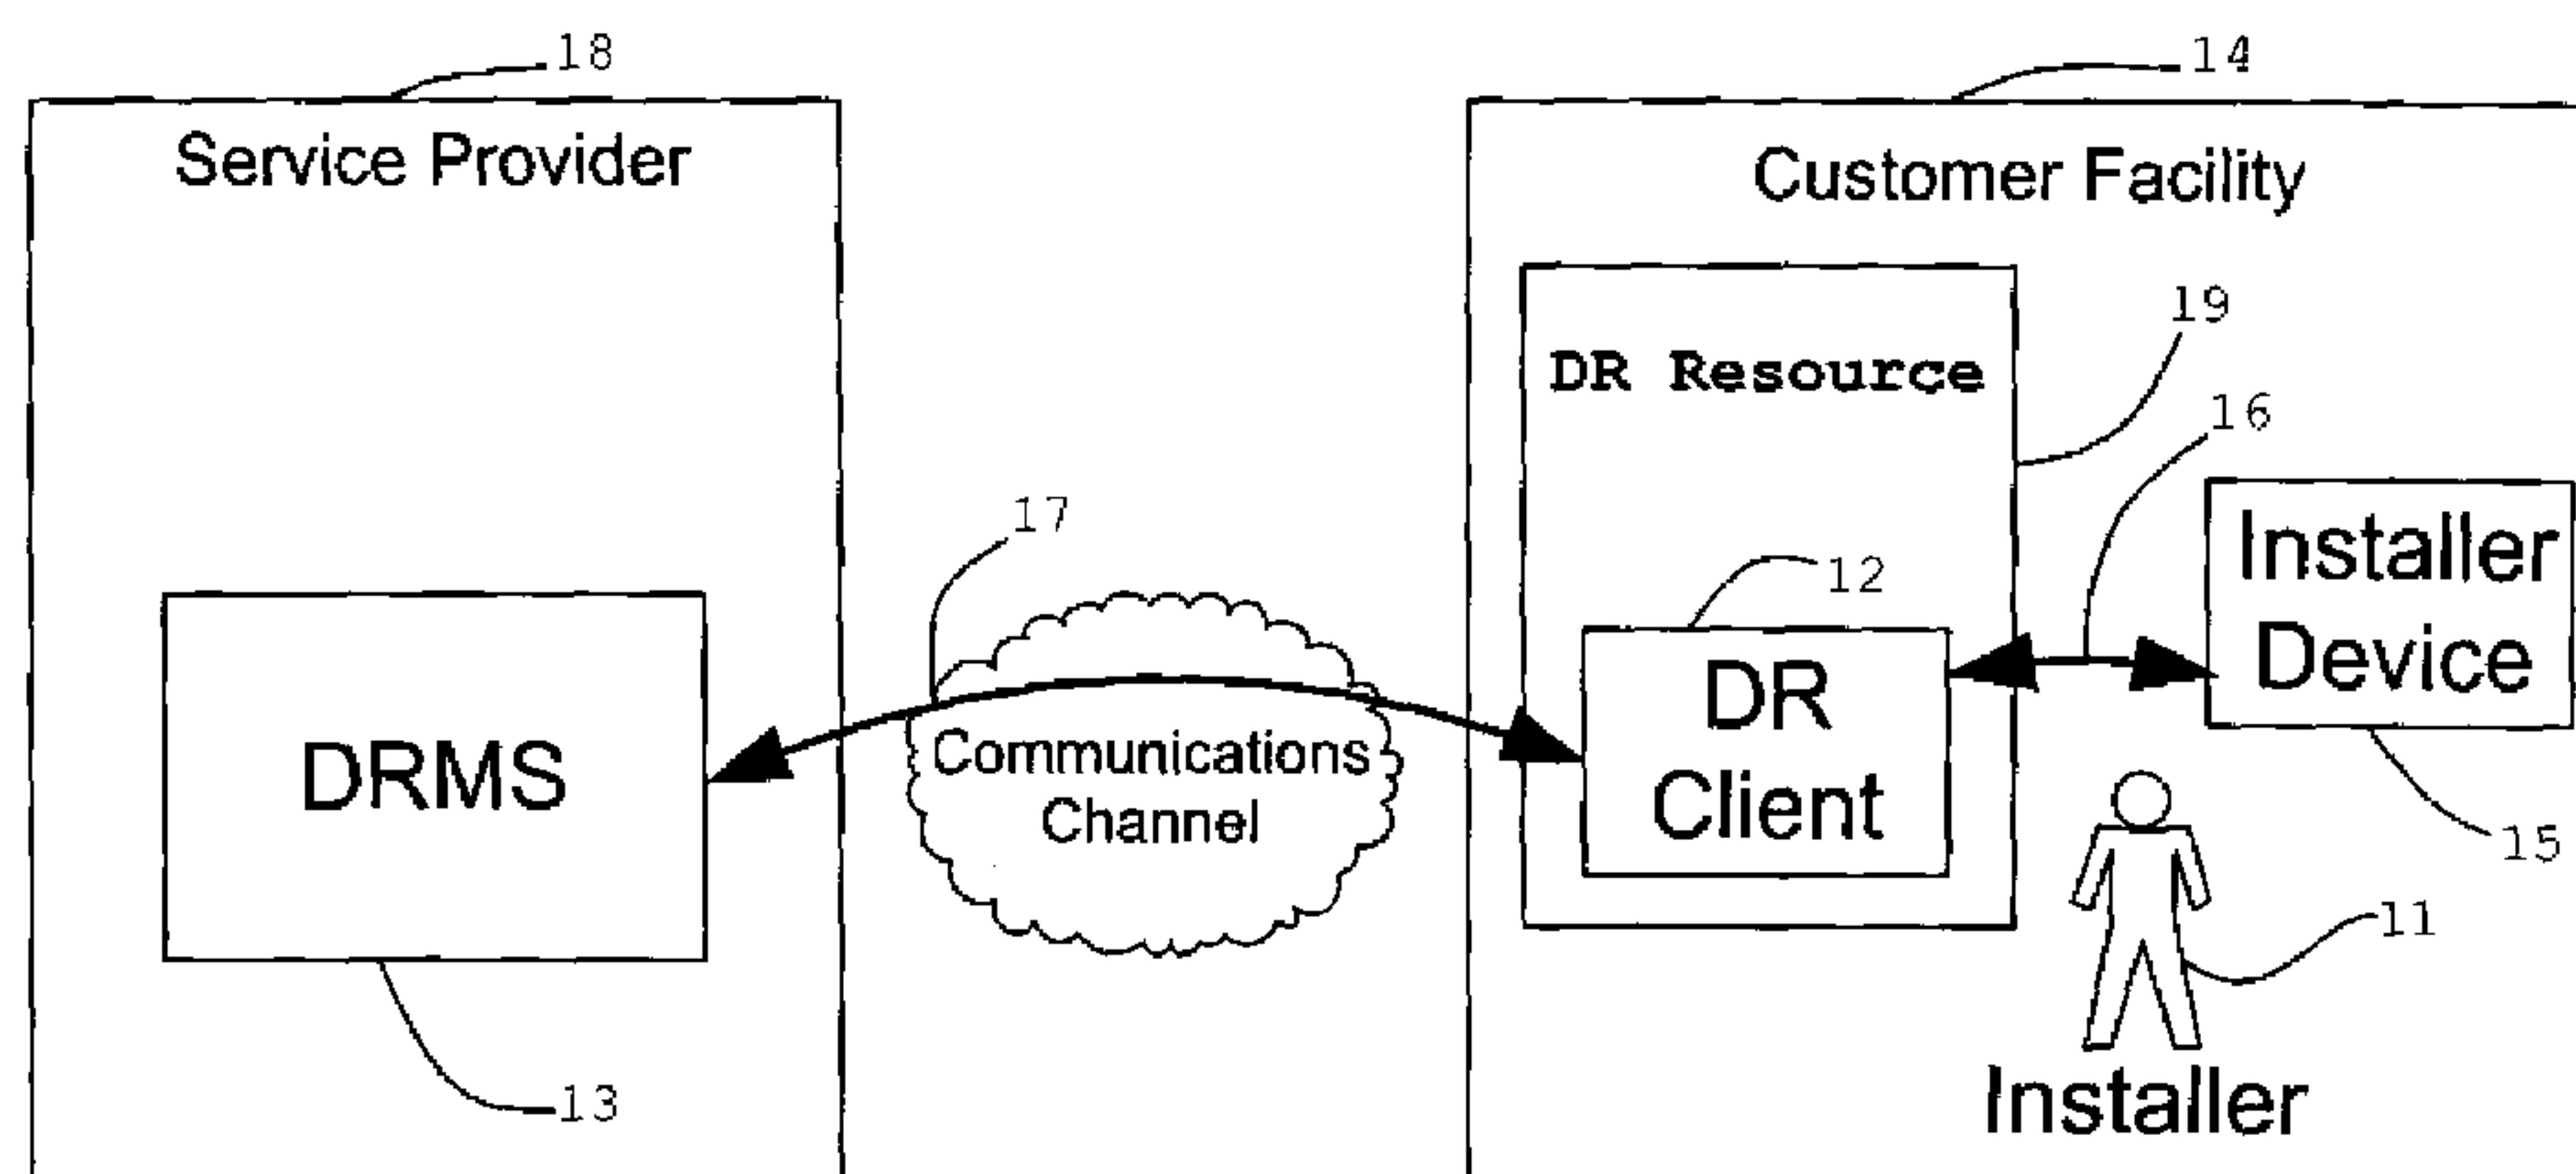 18
14
Service Provider
Customer Facility
19
DR Resource
16
17
Installer
Device
12
DR
Client
DRMS
Communications
Channel
15
11
13
Installer